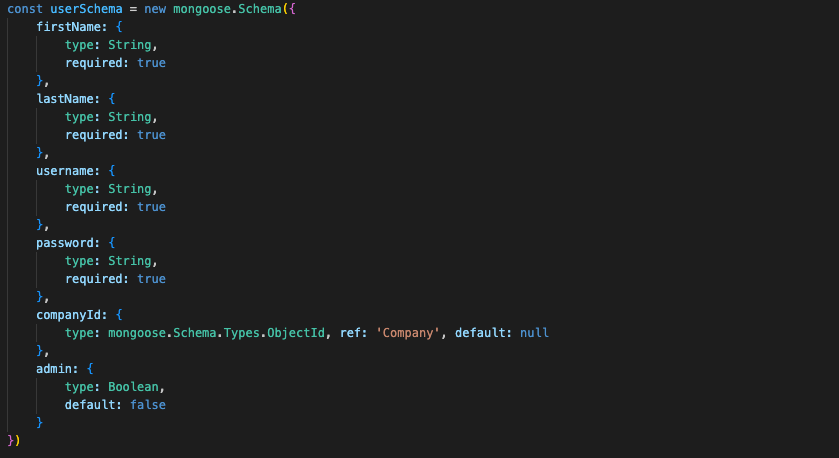 const userSchema = new mongoose.Schema({
    firstName: {
        type: String,
        required: true
    },
    lastName: {
        type: String,
        required: true
    },
    username: {
        type: String,
        required: true
    },
    password: {
        type: String,
        required: true
    },
    companyId: {
        type: mongoose.Schema.Types.ObjectId, ref: 'Company', default: null
    },
    admin: {
        type: Boolean,
        default: false
    }
})